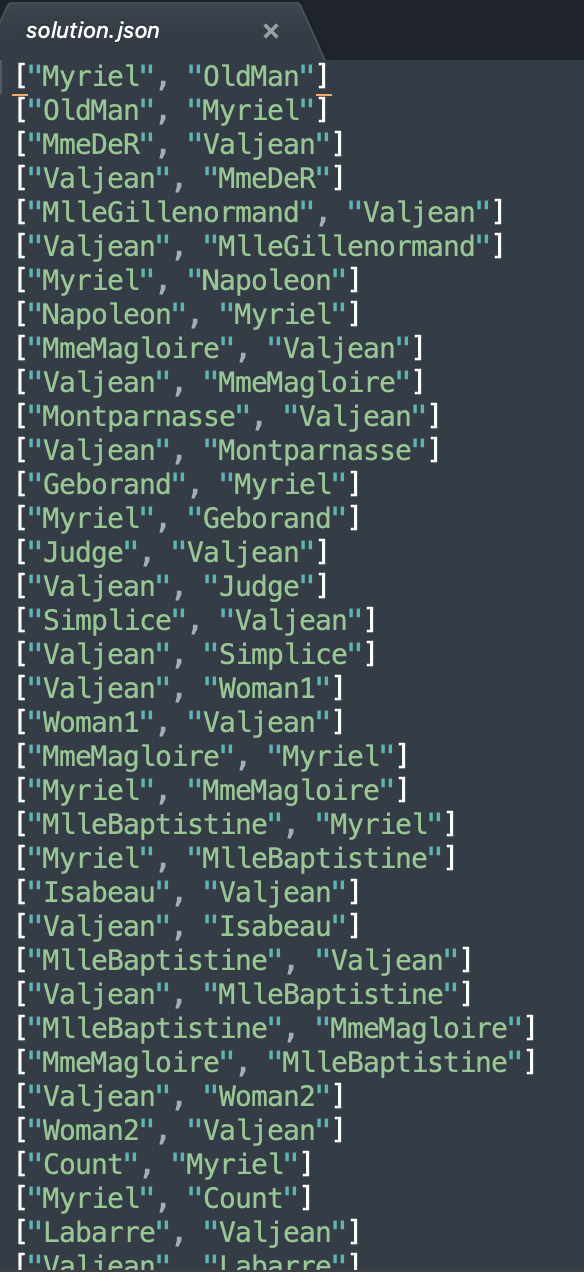 solution.json ×
["Myriel", "OldMan"]
["OldMan", "Myriel"]
["MmeDeR", "Valjean"]
["Valjean", "MmeDeR"]
["MlleGillenormand", "Valjean"]
["Valjean", "MlleGillenormand"]
["Myriel", "Napoleon"]
["Napoleon", "Myriel"]
["MmeMagloire", "Valjean"]
["Valjean", "MmeMagloire"]
["Montparnasse", "Valjean"]
["Valjean", "Montparnasse"]
["Geborand", "Myriel"]
["Myriel", "Geborand"]
["Judge", "Valjean"]
["Valjean", "Judge"]
["Simplice", "Valjean"]
["Valjean", "Simplice"]
["Valjean", "Woman1"]
["Woman1", "Valjean"]
["MmeMagloire", "Myriel"]
["Myriel", "MmeMagloire"]
["MlleBaptistine", "Myriel"]
["Myriel", "MlleBaptistine"]
["Isabeau", "Valjean"]
["Valjean", "Isabeau"]
["MlleBaptistine", "Valjean"]
["Valjean", "MlleBaptistine"]
["MlleBaptistine", "MmeMagloire"]
["MmeMagloire", "MlleBaptistine"]
["Valjean", "Woman2"]
["Woman2", "Valjean"]
["Count", "Myriel"]
["Myriel", "Count"]
["Labarre", "Valjean"]
["Valjean", "Labarre"]